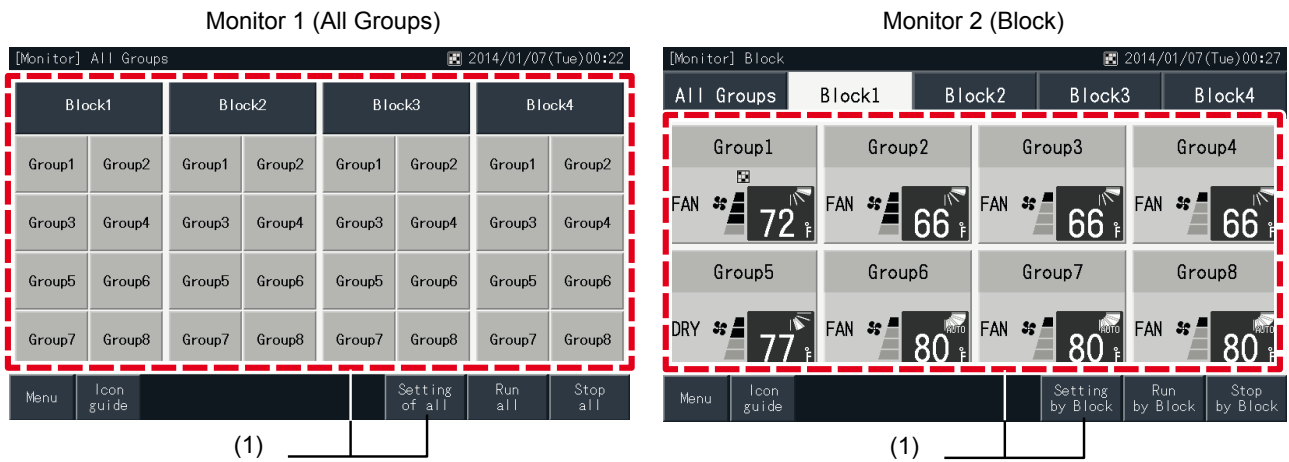 Monitor 1 (All Groups)
[Monitor] All Groups 2014/01/07(Tue)00:22
Block1 Block2 Block3 Block4
Group1 Group2 Group1 Group2 Group1 Group2 Group1 Group2
Group3 Group4 Group3 Group4 Group3 Group4 Group3 Group4
Group5 Group6 Group5 Group6 Group5 Group6 Group5 Group6
Group7 Group8 Group7 Group8 Group7 Group8 Group7 Group8
Menu Icon guide Setting of all Run all Stop all
(1)
Monitor 2 (Block)
[Monitor] Block 2014/01/07(Tue)00:27
All Groups Block1 Block2 Block3 Block4
Group1 Group2 Group3 Group4
FAN 72 °F FAN 66 °F FAN 66 °F FAN 66 °F
Group5 Group6 Group7 Group8
DRY 77 °F FAN AUTO 80 °F FAN AUTO 80 °F FAN AUTO 80 °F
Menu Icon guide Setting by Block Run by Block Stop by Block
(1)